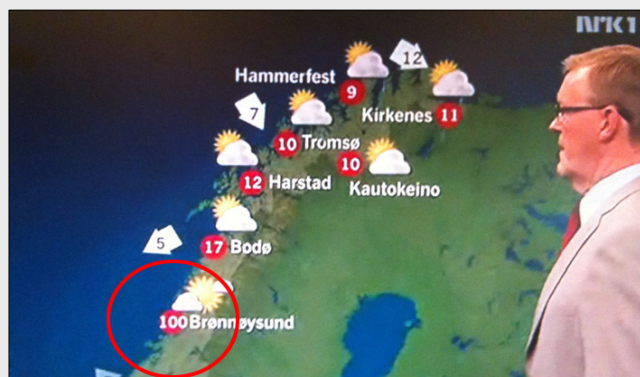 NRK1
Hammerfest
12
9
7
Kirkenes 11
10 Tromsø
10
12 Harstad
Kautokeino
5
17 Bodø
100 Brønnøysund